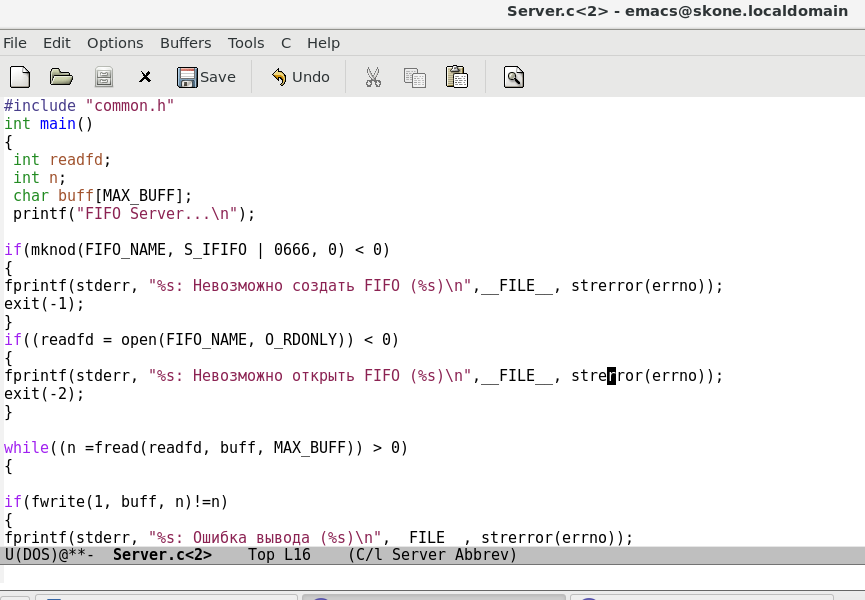 Server.c<2> - emacs@skone.localdomain
File Edit Options Buffers Tools C Help
Save Undo
#include "common.h"
int main()
{
int readfd;
int n;
char buff[MAX_BUFF];
printf("FIFO Server...\n");
if(mknod(FIFO_NAME, S_IFIFO | 0666, 0) < 0)
{
fprintf(stderr, "%s: Невозможно создать FIFO (%s)\n",__FILE__, strerror(errno));
exit(-1);
}
if((readfd = open(FIFO_NAME, O_RDONLY)) < 0)
{
fprintf(stderr, "%s: Невозможно открыть FIFO (%s)\n",__FILE__, strerror(errno));
exit(-2);
}
while((n =fread(readfd, buff, MAX_BUFF)) > 0)
{
if(fwrite(1, buff, n)!=n)
{
fprintf(stderr, "%s: Ошибка вывода (%s)\n",__FILE__, strerror(errno));
U(DOS)@**- Server.c<2> Top L16 (C/l Server Abbrev)